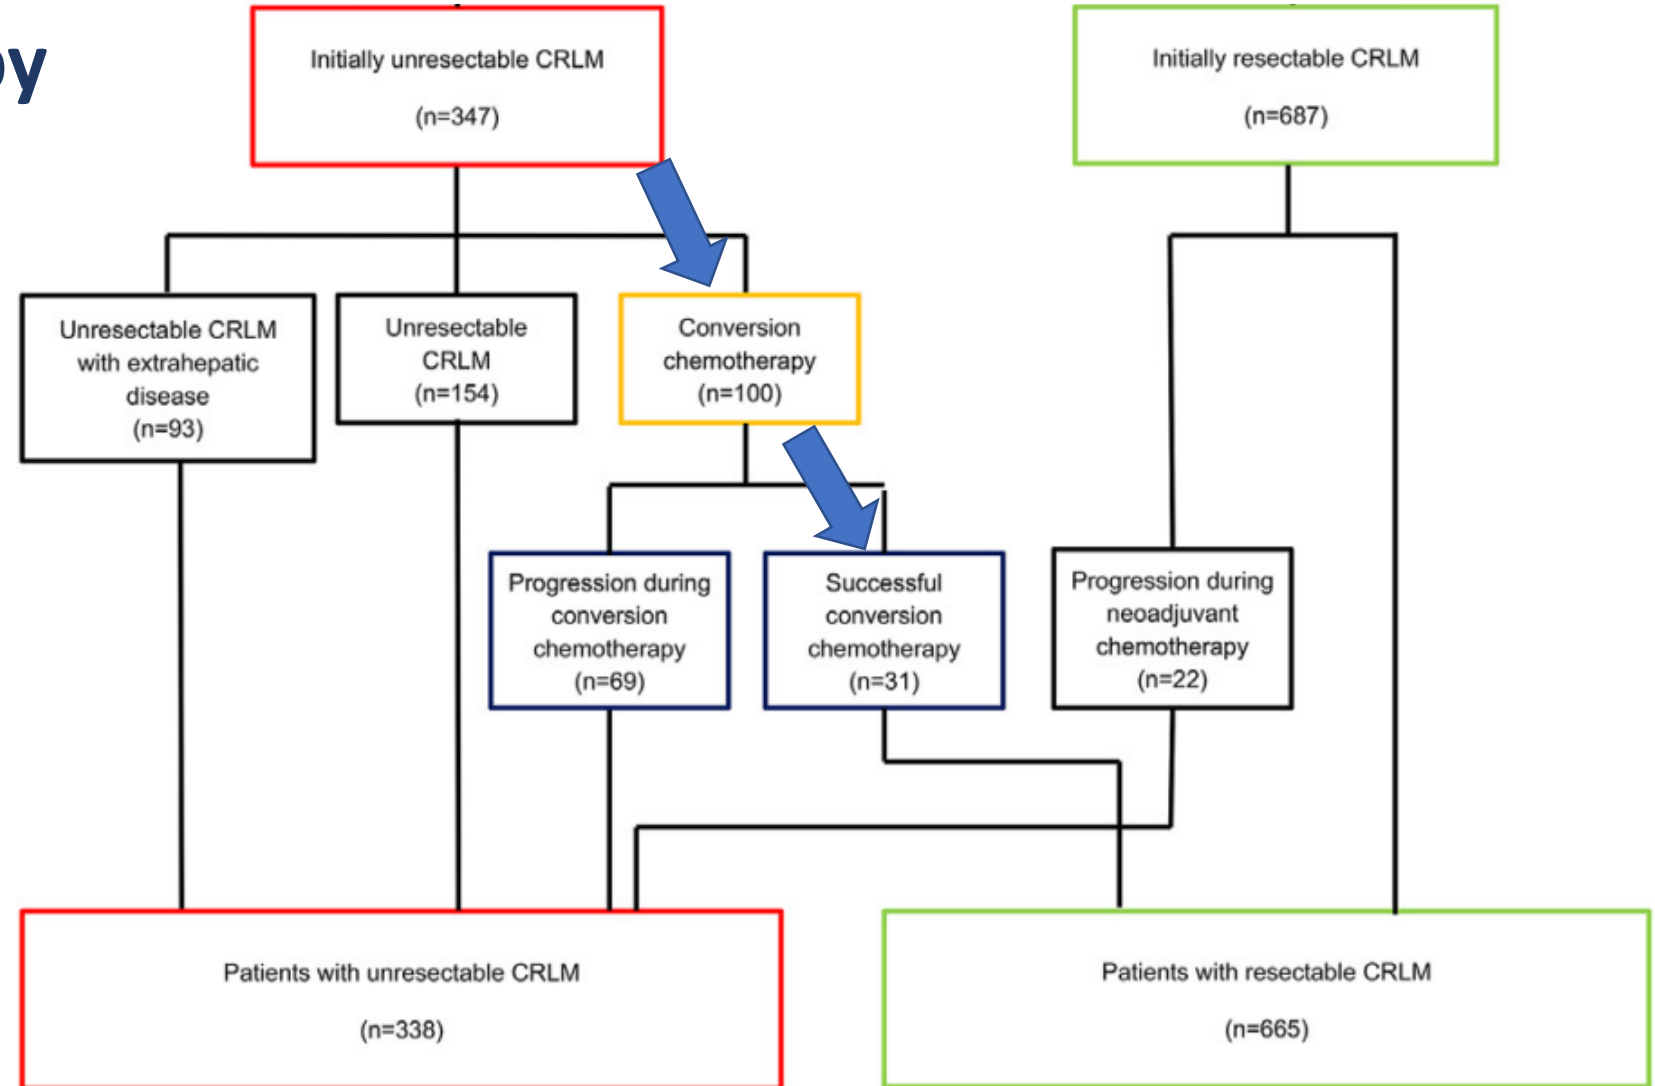 py
Initially unresectable CRLM
(n=347)
Initially resectable CRLM
(n=687)
Unresectable CRLM
with extrahepatic
disease
(n=93)
Unresectable
CRLM
(n=154)
Conversion
chemotherapy
(n=100)
Progression during
conversion
chemotherapy
(n=69)
Successful
conversion
chemotherapy
(n=31)
Progression during
neoadjuvant
chemotherapy
(n=22)
Patients with unresectable CRLM
(n=338)
Patients with resectable CRLM
(n=665)